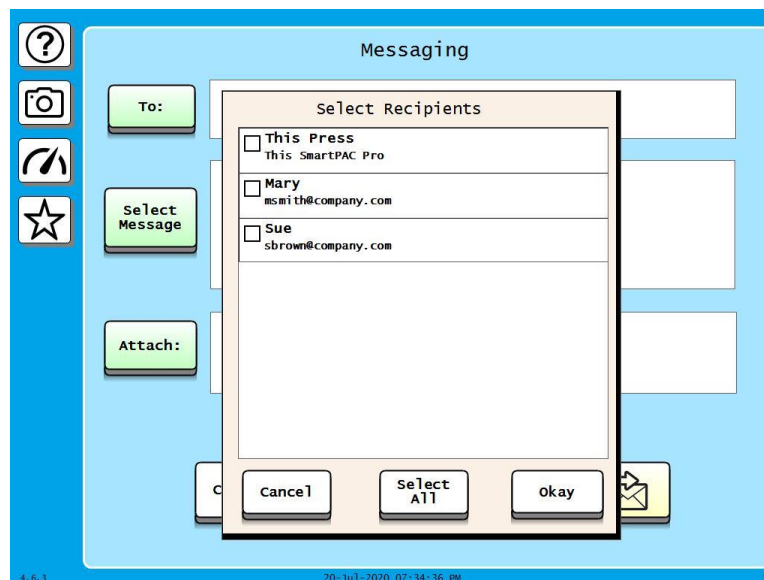 Messaging
To:
Select Recipients
This Press
This SmartPAC Pro
Mary
msmith@company.com
Sue
sbrown@company.com
Select
Message
Attach:
C
Cancel
Select
All
Okay
4.6.3
20-Jul-2020 07:34:36 PM